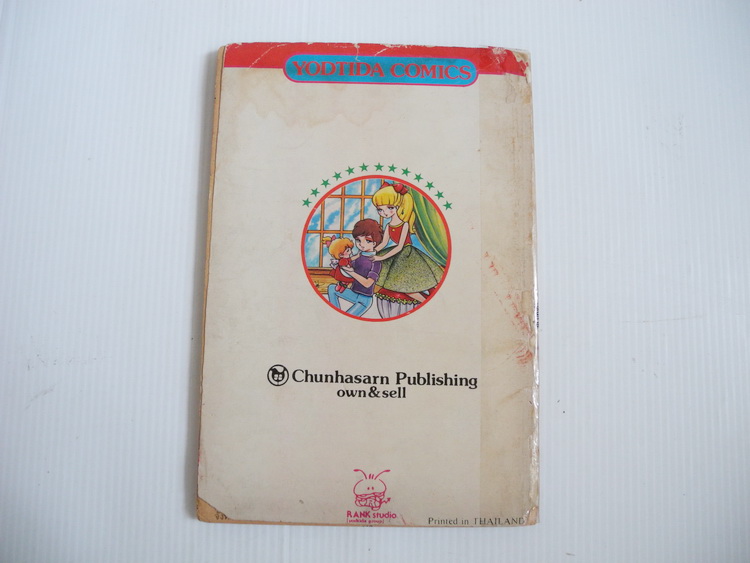 YODTIDA COMICS
Chunhasarn Publishing
own & sell
RANK studio
Printed in THAILAND